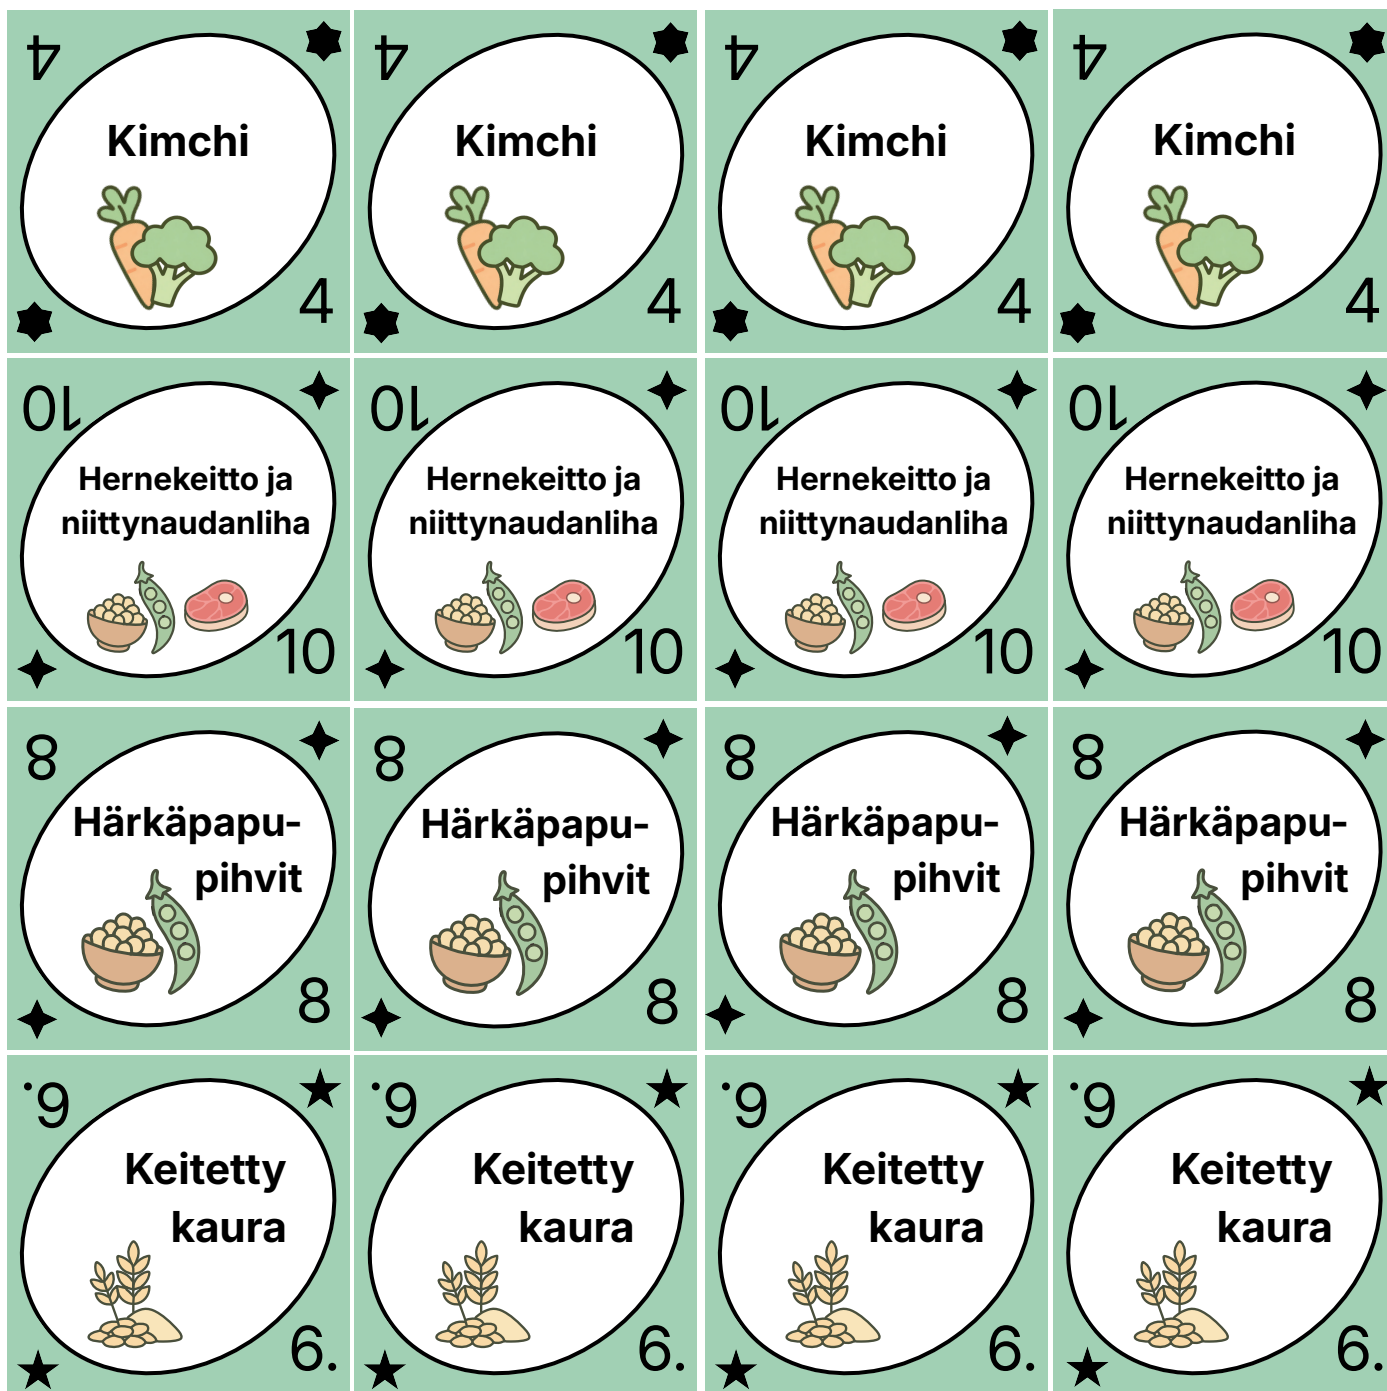 4 4 4 4
Kimchi Kimchi Kimchi Kimchi
4 4 4 4
10 10 10 10
Hernekeitto ja Hernekeitto ja Hernekeitto ja Hernekeitto ja
niittynaudanliha niittynaudanliha niittynaudanliha niittynaudanliha
10 10 10 10
8 8 8 8
Härkäpapu- Härkäpapu- Härkäpapu- Härkäpapu-
pihvit pihvit pihvit pihvit
8 8 8 8
6. 6. 6. 6.
Keitetty Keitetty Keitetty Keitetty
kaura kaura kaura kaura
6. 6. 6. 6.